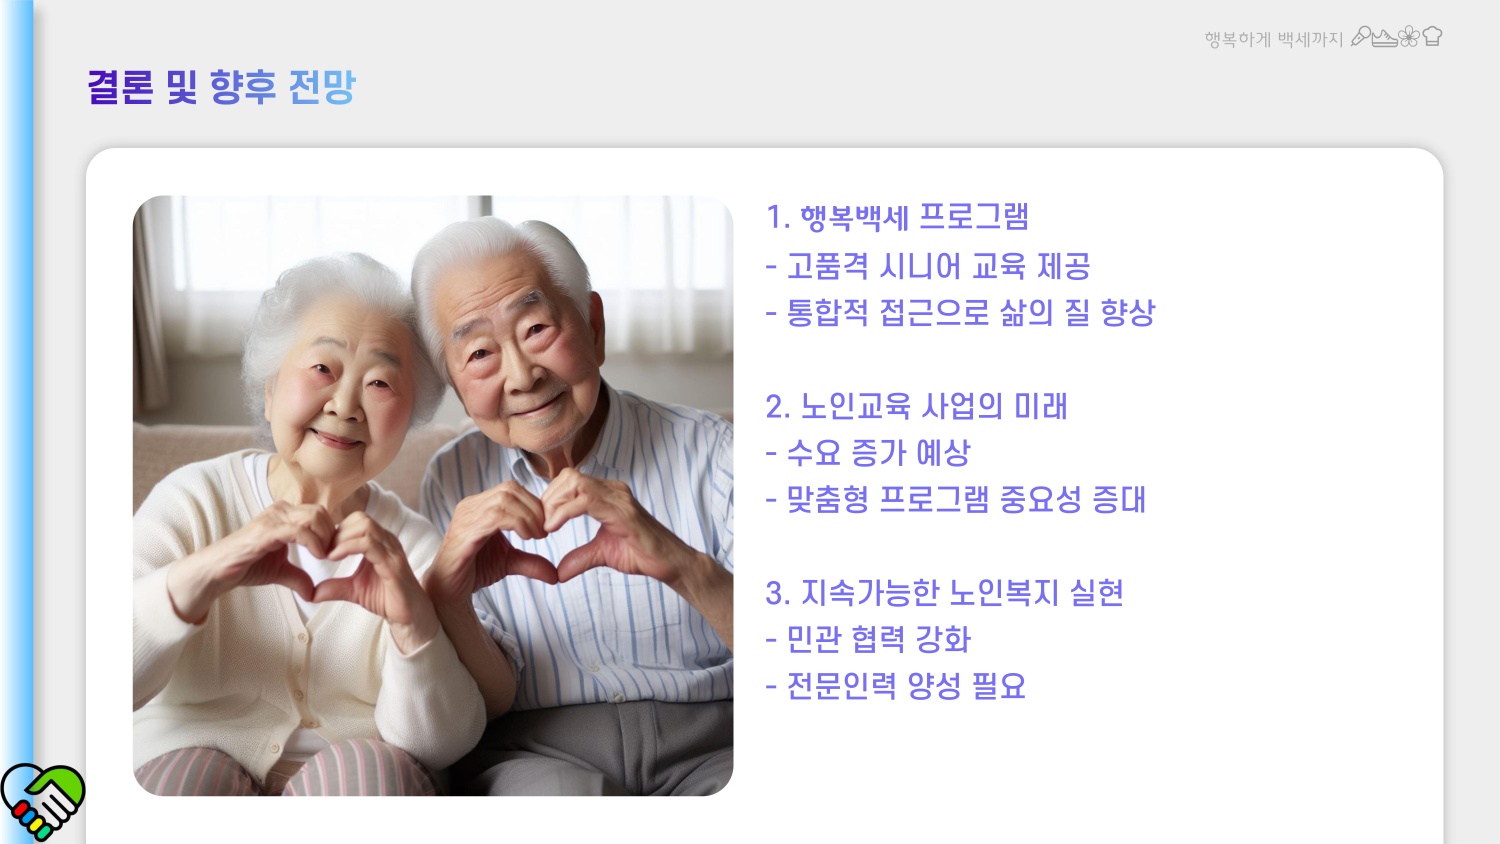 행복하게 백세까지
결론 및 향후 전망
1. 행복백세 프로그램
- 고품격 시니어 교육 제공
- 통합적 접근으로 삶의 질 향상
2. 노인교육 사업의 미래
- 수요 증가 예상
- 맞춤형 프로그램 중요성 증대
3. 지속가능한 노인복지 실현
- 민관 협력 강화
- 전문인력 양성 필요